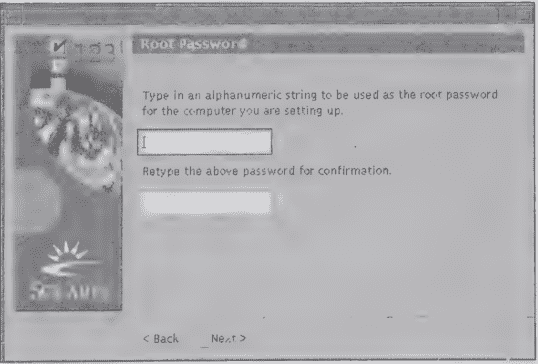 Root Password
Type in an alphanumeric string to be used as the root password
for the computer you are setting up.
Retype the above password for confirmation.
SOLARIS
< Back Next >